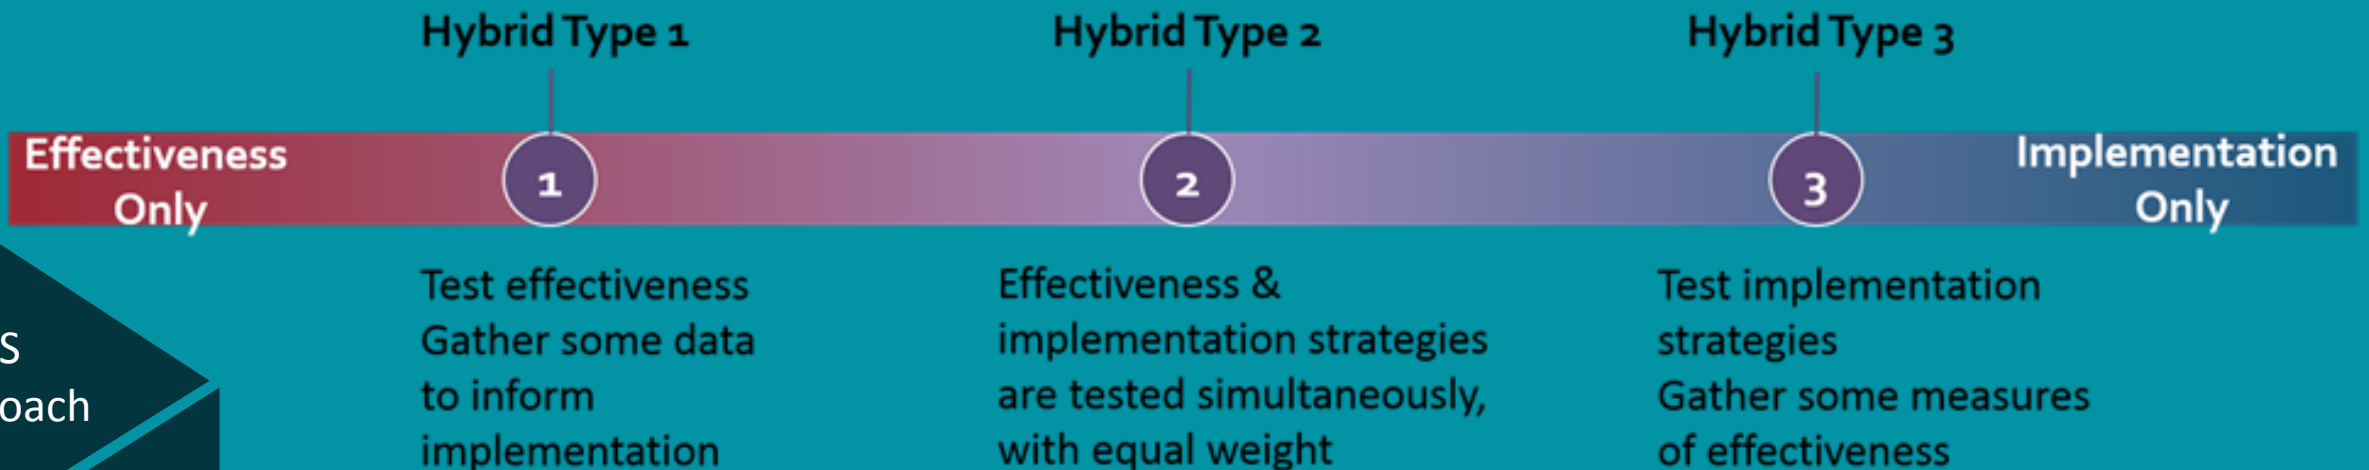 Hybrid Type 1
Hybrid Type 2
Hybrid Type 3
Effectiveness
Only
1
2
3
Implementation
Only
Test effectiveness
Gather some data
to inform
implementation
Effectiveness &
implementation strategies
are tested simultaneously,
with equal weight
Test implementation
strategies
Gather some measures
of effectiveness
s
oach